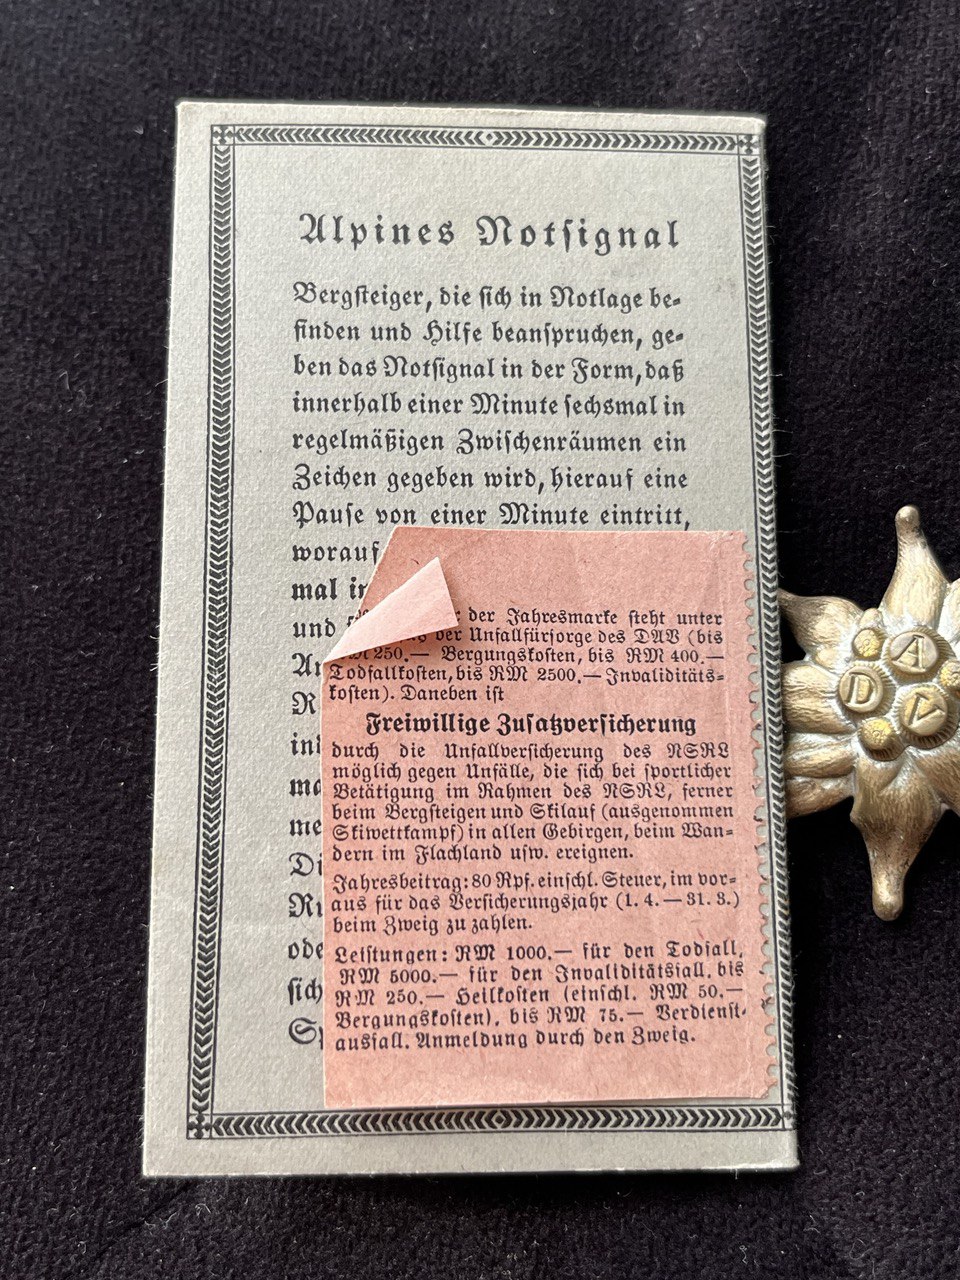 Alpines Notsignal
Bergsteiger, die sich in Notlage be-
finden und Hilfe beanspruchen, ge-
ben das Notsignal in der Form, daß
innerhalb einer Minute sechsmal in
regelmäßigen Zwischenräumen ein
Zeichen gegeben wird, hierauf eine
Pause von einer Minute eintritt,
worauf
mal
und
der Jahresmarke steht unter
der Unfallfürsorge des DAV (bis
RM 250.— Bergungskosten, bis RM 400.—
Todfallkosten, bis RM 2500.— Invaliditäts-
kosten). Daneben ist
Freiwillige Zusatzversicherung
durch die Unfallversicherung des NSRL
möglich gegen Unfälle, die sich bei sportlicher
Betätigung im Rahmen des NSRL, ferner
beim Bergsteigen und Skilauf (ausgenommen
Skiwettkampf) in allen Gebirgen, beim Wan-
dern im Flachland usw. ereignen.
Jahresbeitrag: 80 Rpf. einschl. Steuer, im vor-
aus für das Versicherungsjahr (1. 4. — 31. 3.)
beim Zweig zu zahlen.
Leistungen: RM 1000.— für den Todfall,
RM 5000.— für den Invaliditätsfall, bis
RM 250.— Heilkosten (einschl. RM 50.—
Bergungskosten), bis RM 75.— Verdienst-
ausfall. Anmeldung durch den Zweig.
A
D V